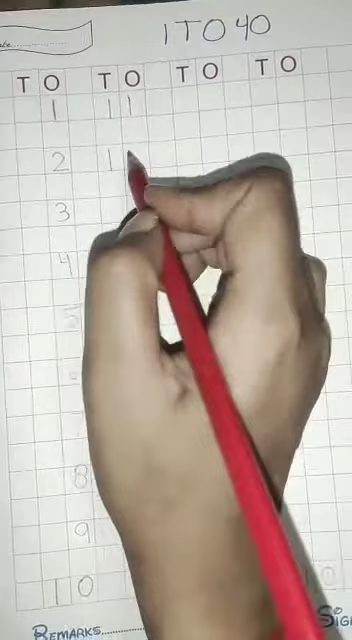 1 TO 40
T O T O T O T O
1 11
2 1
3
4
8
9
10
REMARKS